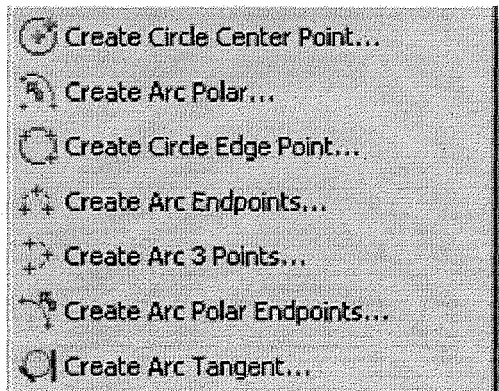 Create Circle Center Point...
Create Arc Polar...
Create Circle Edge Point...
Create Arc Endpoints...
Create Arc 3 Points...
Create Arc Polar Endpoints...
Create Arc Tangent...